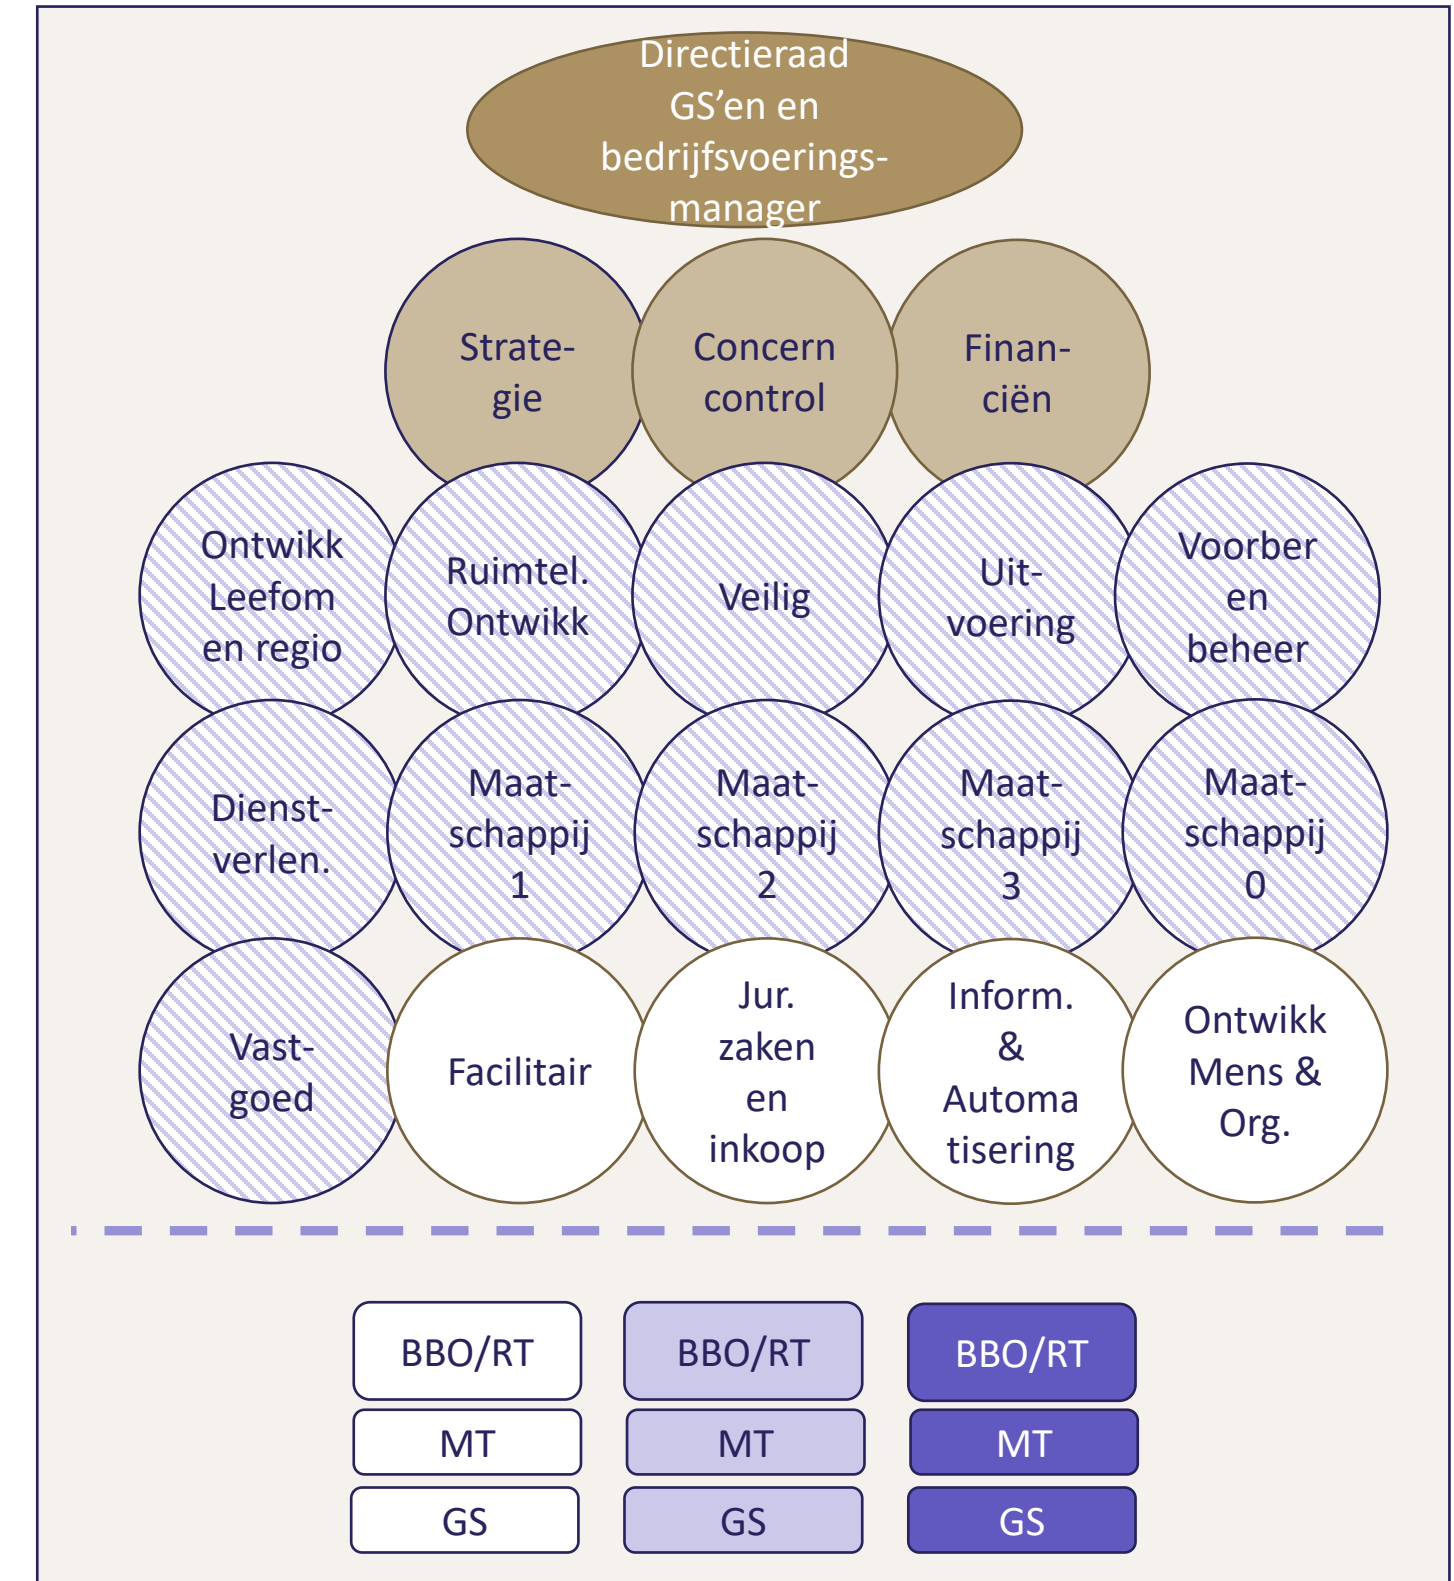 Directieraad
GS’en en
bedrijfsvoerings-
manager
Strate-
gie
Concern
control
Finan-
ciën
Ontwikk
Leefom
en regio
Ruimtel.
Ontwikk
Veilig
Uit-
voering
Voorber
en
beheer
Dienst-
verlen.
Maat-
schappij
1
Maat-
schappij
2
Maat-
schappij
3
Maat-
schappij
0
Vast-
goed
Facilitair
Jur.
zaken
en
inkoop
Inform.
&
Automa
tisering
Ontwikk
Mens &
Org.
BBO/RT
BBO/RT
BBO/RT
MT
MT
MT
GS
GS
GS